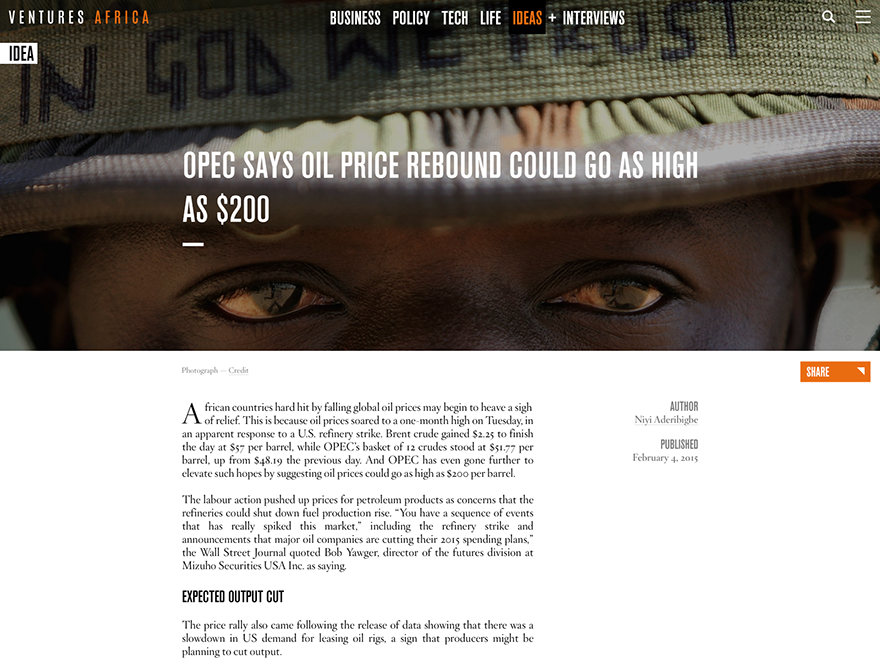 VENTURES AFRICA
BUSINESS POLICY TECH LIFE IDEAS + INTERVIEWS
IDEA
IN GOD WE TRUST
OPEC SAYS OIL PRICE REBOUND COULD GO AS HIGH
AS $200
Photograph — Credit
SHARE
African countries hard hit by falling global oil prices may begin to heave a sigh
of relief. This is because oil prices soared to a one-month high on Tuesday, in
an apparent response to a U.S. refinery strike. Brent crude gained $2.25 to finish
the day at $57 per barrel, while OPEC's basket of 12 crudes stood at $51.77 per
barrel, up from $48.19 the previous day. And OPEC has even gone further to
elevate such hopes by suggesting oil prices could go as high as $200 per barrel.
AUTHOR
Niyi Aderibigbe
PUBLISHED
February 4, 2015
The labour action pushed up prices for petroleum products as concerns that the
refineries could shut down fuel production rise. “You have a sequence of events
that has really spiked this market,” including the refinery strike and
announcements that major oil companies are cutting their 2015 spending plans,”
the Wall Street Journal quoted Bob Yawger, director of the futures division at
Mizuho Securities USA Inc. as saying.
EXPECTED OUTPUT CUT
The price rally also came following the release of data showing that there was a
slowdown in US demand for leasing oil rigs, a sign that producers might be
planning to cut output.